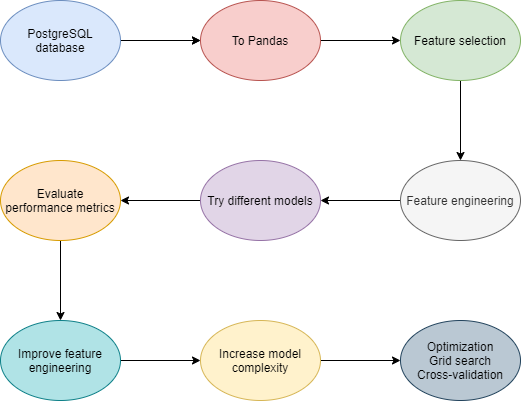 PostgreSQL
database
To Pandas
Feature selection
Feature engineering
Try different models
Evaluate
performance metrics
Improve feature
engineering
Increase model
complexity
Optimization
Grid search
Cross-validation